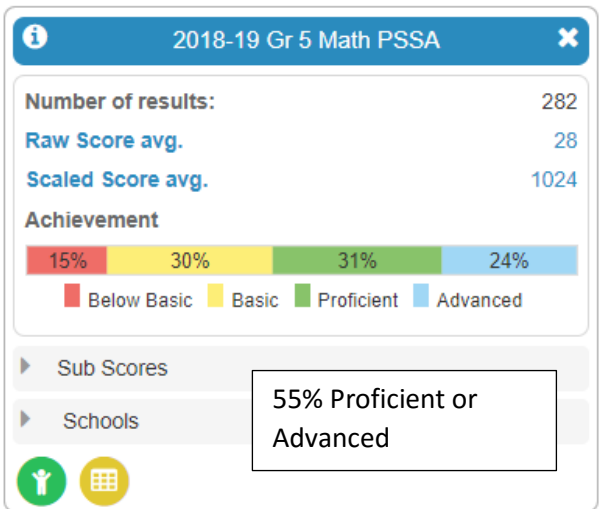 2018-19 Gr 5 Math PSSA
Number of results: 282
Raw Score avg. 28
Scaled Score avg. 1024
Achievement
15% 30% 31% 24%
Below Basic Basic Proficient Advanced
Sub Scores
Schools
55% Proficient or
Advanced